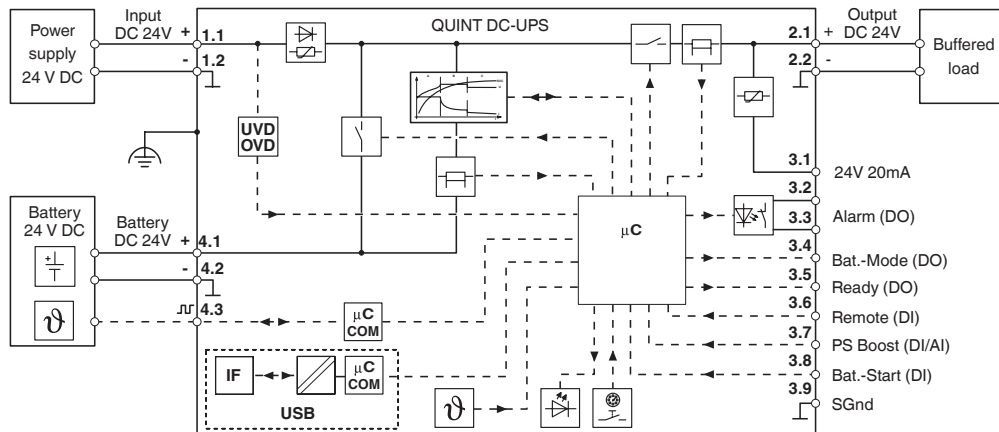 QUINT DC-UPS
Power
supply
24 V DC
Input
DC 24V
+
1.1
-
1.2
Output
DC 24V
2.1
+
2.2
-
Buffered
load
UVD
OVD
Battery
24 V DC
+
ϑ
Battery
DC 24V
+
4.1
-
4.2
4.3
µC
COM
IF
µC
COM
USB
ϑ
µC
3.1
24V 20mA
3.2
3.3
Alarm (DO)
3.4
Bat.-Mode (DO)
3.5
Ready (DO)
3.6
Remote (DI)
3.7
PS Boost (DI/AI)
3.8
Bat.-Start (DI)
3.9
SGnd